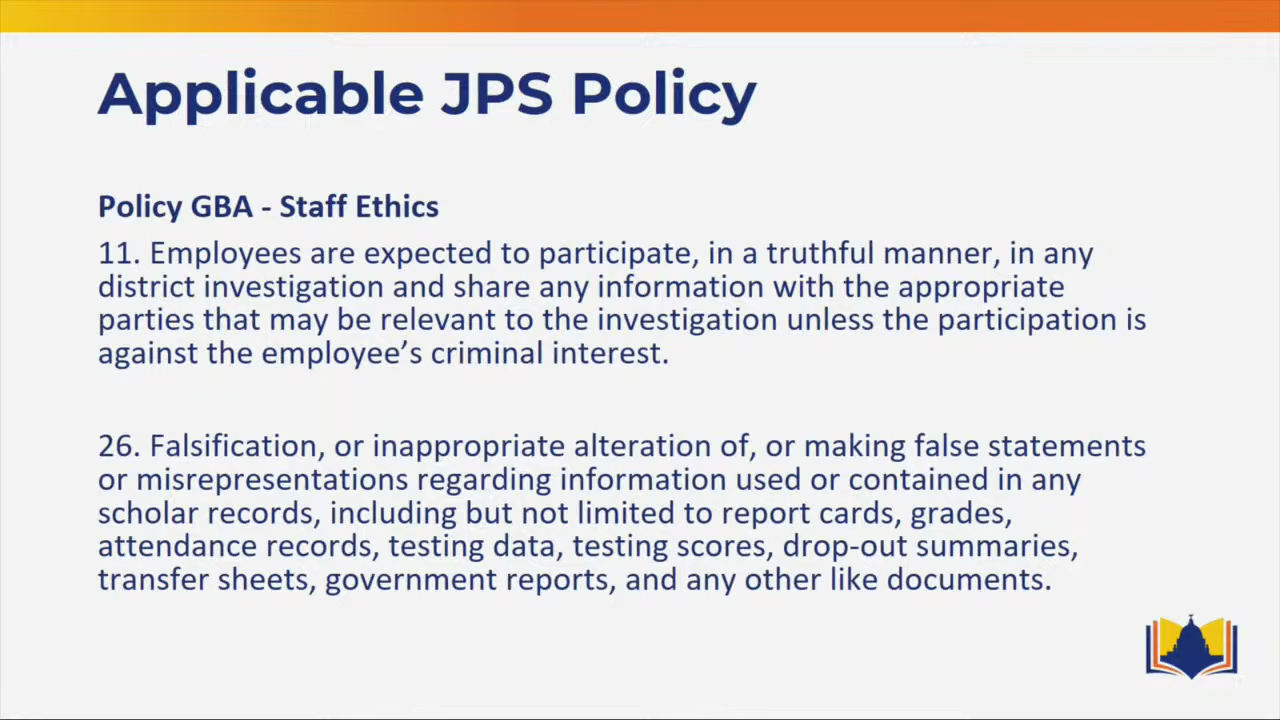 Applicable JPS Policy
Policy GBA - Staff Ethics
11. Employees are expected to participate, in a truthful manner, in any
district investigation and share any information with the appropriate
parties that may be relevant to the investigation unless the participation is
against the employee’s criminal interest.
26. Falsification, or inappropriate alteration of, or making false statements
or misrepresentations regarding information used or contained in any
scholar records, including but not limited to report cards, grades,
attendance records, testing data, testing scores, drop-out summaries,
transfer sheets, government reports, and any other like documents.